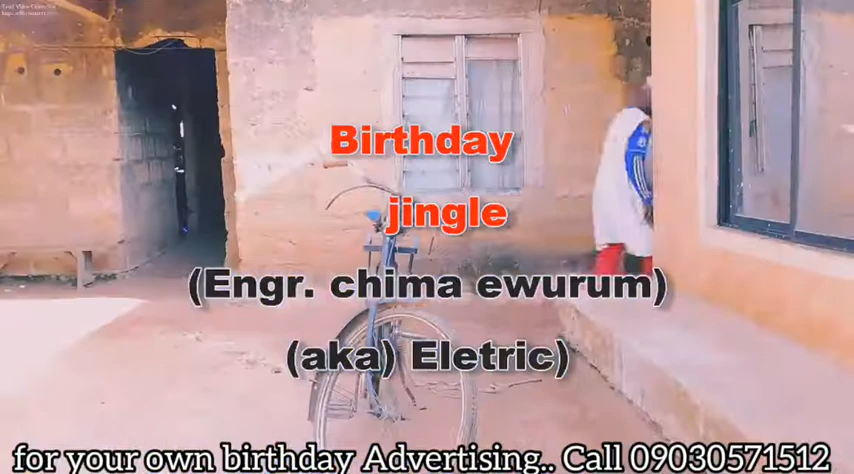 Birthday
jingle
(Engr. chima ewurum)
(aka) Eletric)
for your own birthday Advertising.. Call 09030571512